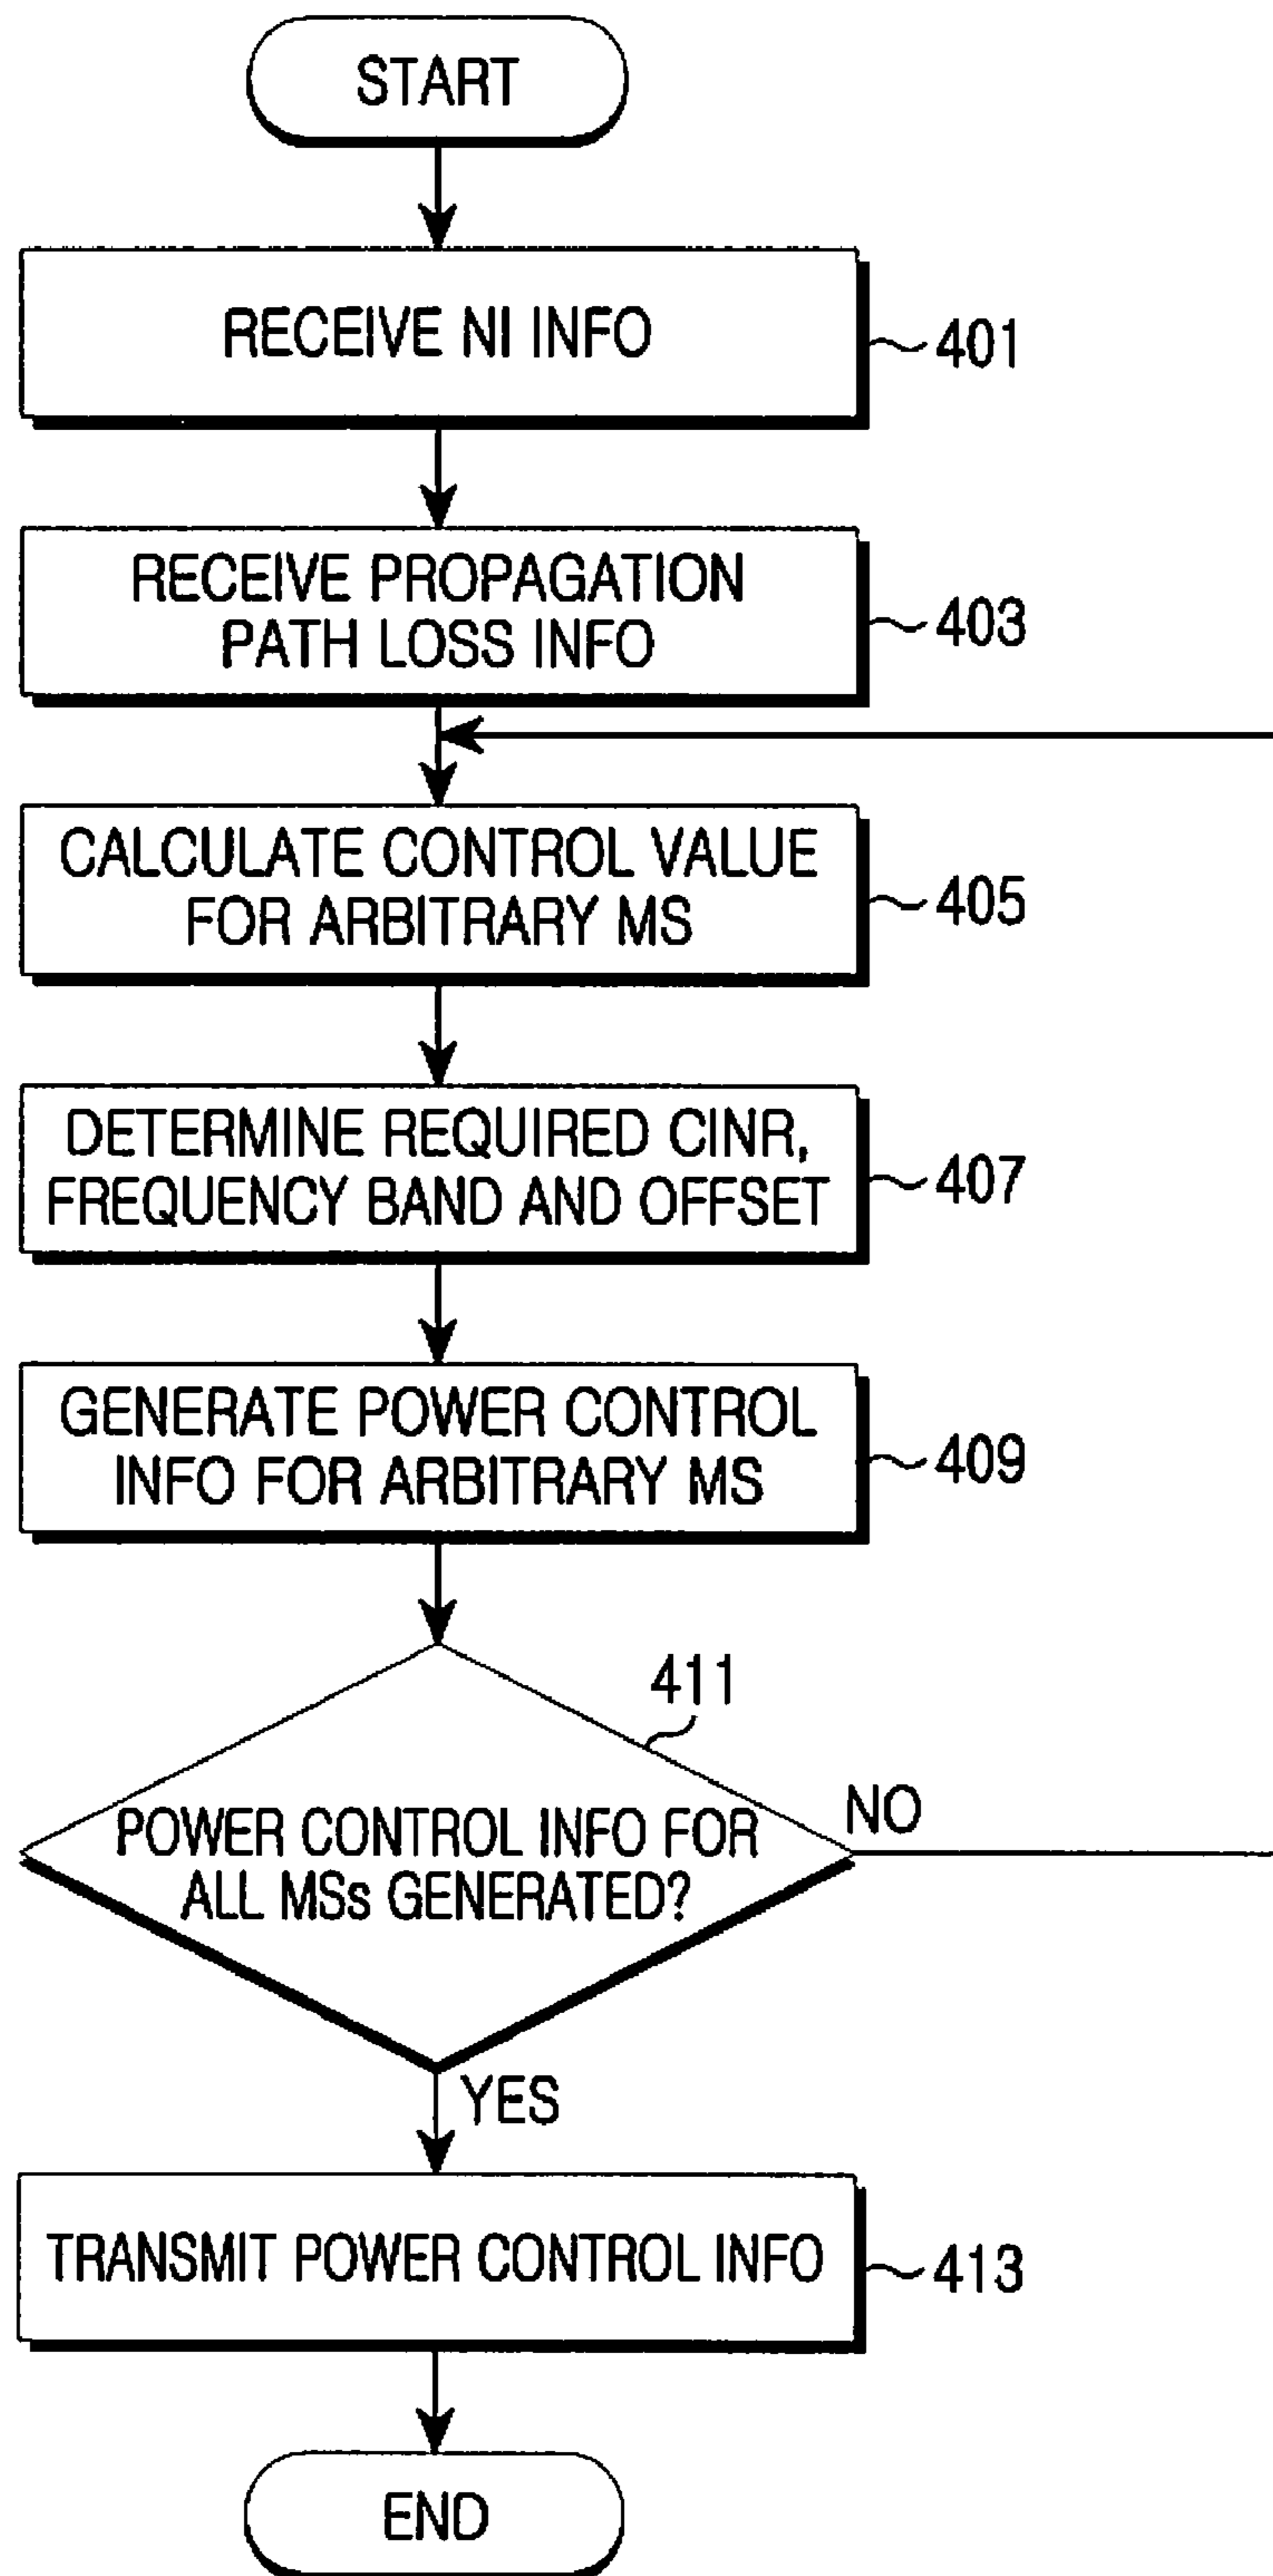 START
RECEIVE NI INFO
401
RECEIVE PROPAGATION
PATH LOSS INFO
403
CALCULATE CONTROL VALUE
FOR ARBITRARY MS
405
DETERMINE REQUIRED CINR,
FREQUENCY BAND AND OFFSET
407
GENERATE POWER CONTROL
INFO FOR ARBITRARY MS
409
411
POWER CONTROL INFO FOR
ALL MSs GENERATED?
NO
YES
TRANSMIT POWER CONTROL INFO
413
END